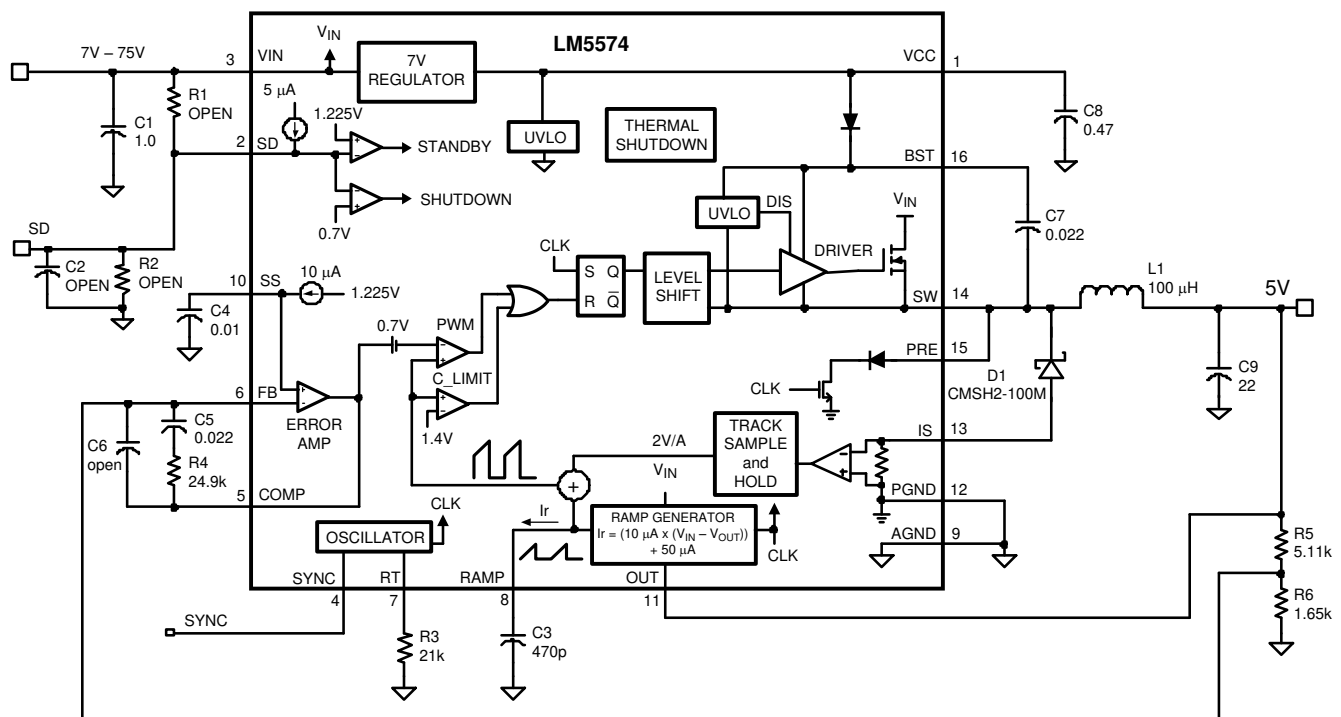 LM5574
7V – 75V
3
VIN
VIN
7V
REGULATOR
VCC
1
R1
OPEN
C1
1.0
5 µA
1.225V
2
SD
STANDBY
SHUTDOWN
0.7V
UVLO
THERMAL
SHUTDOWN
C8
0.47
BST
16
SD
C2
OPEN
R2
OPEN
UVLO
DIS
VIN
DRIVER
C7
0.022
CLK
S Q
R Q
LEVEL
SHIFT
SW
14
L1
100 µH
5V
10
SS
10 µA
1.225V
C4
0.01
0.7V
PWM
C_LIMIT
1.4V
PRE
15
CLK
D1
CMSH2-100M
C9
22
6
FB
ERROR
AMP
C5
0.022
C6
open
R4
24.9k
5
COMP
2V/A
TRACK
SAMPLE
and
HOLD
IS
13
+
VIN
PGND
12
AGND
9
Ir
RAMP GENERATOR
Ir = (10 µA x (VIN – VOUT))
+ 50 µA
CLK
CLK
OSCILLATOR
SYNC
4
RT
7
RAMP
8
OUT
11
R5
5.11k
R6
1.65k
SYNC
R3
21k
C3
470p